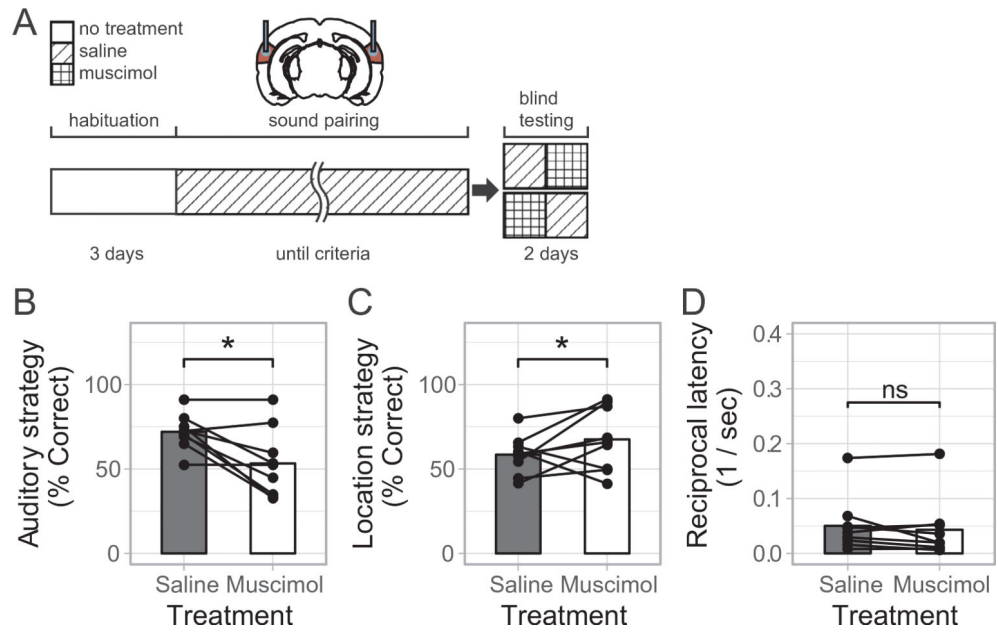 A
no treatment
saline
muscimol
habituation
sound pairing
blind
testing
3 days
until criteria
2 days
B
Auditory strategy
(% Correct)
100
50
0
*
Saline Muscimol
Treatment
C
Location strategy
(% Correct)
100
50
0
*
Saline Muscimol
Treatment
D
Reciprocal latency
(1 / sec)
0.4
0.3
0.2
0.1
0.0
ns
Saline Muscimol
Treatment